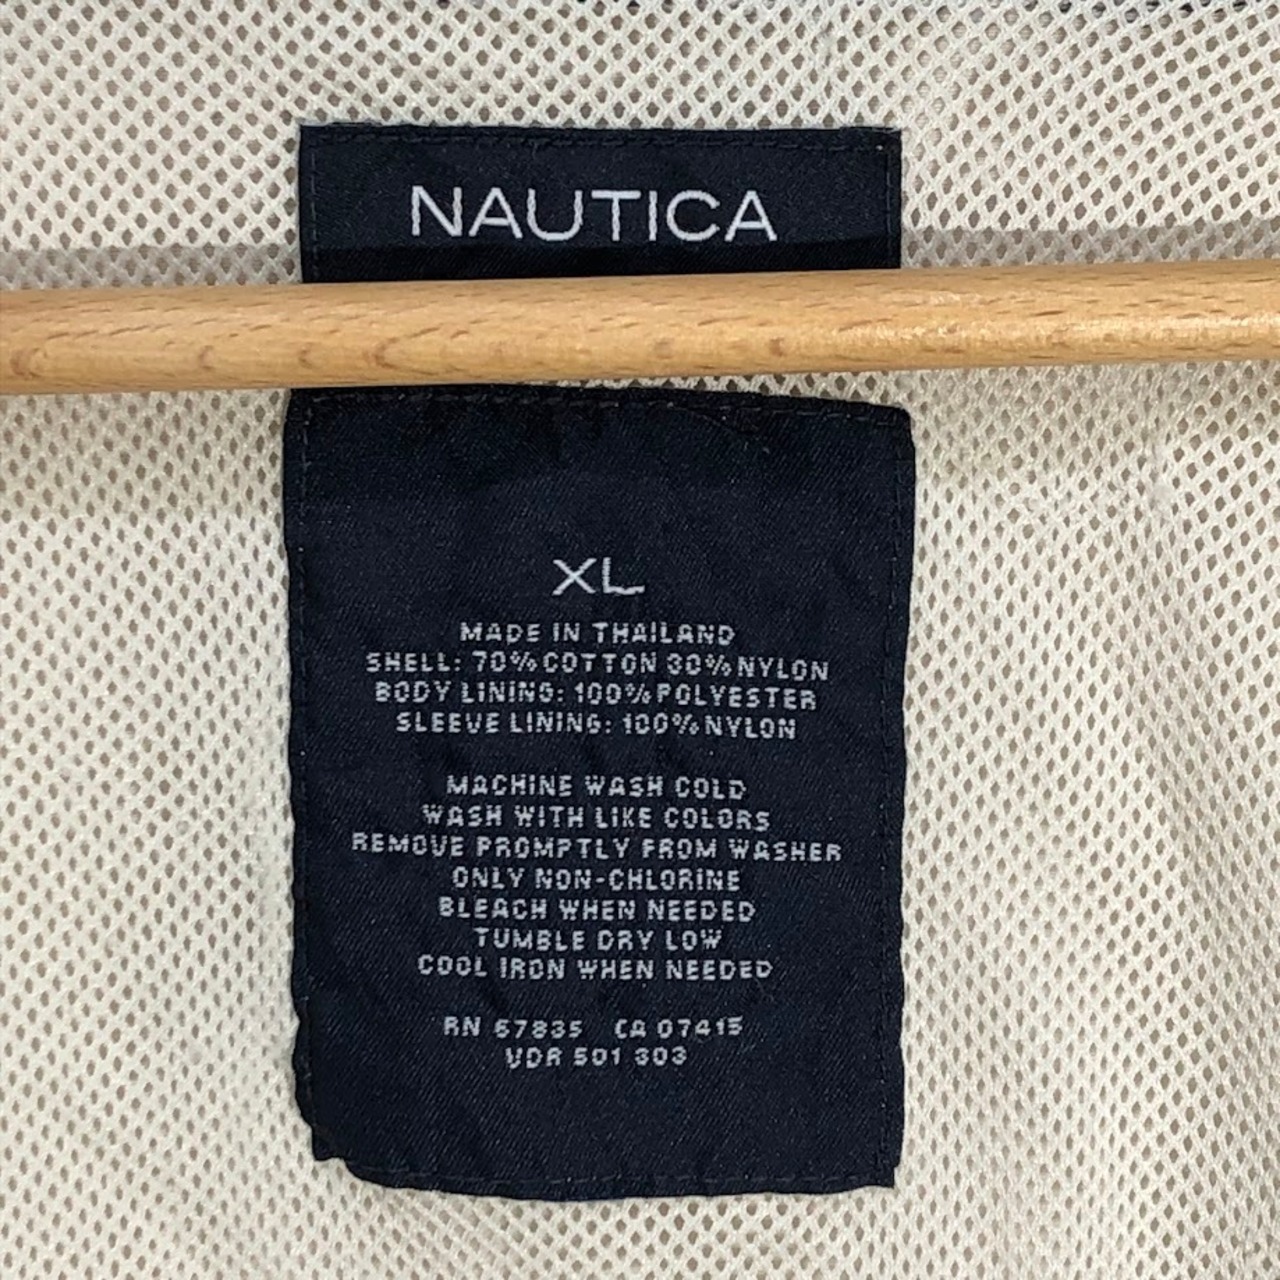 NAUTICA
XL
MADE IN THAILAND
SHELL: 70% COTTON 30% NYLON
BODY LINING: 100% POLYESTER
SLEEVE LINING: 100% NYLON
MACHINE WASH COLD
WASH WITH LIKE COLORS
REMOVE PROMPTLY FROM WASHER
ONLY NON-CHLORINE
BLEACH WHEN NEEDED
TUMBLE DRY LOW
COOL IRON WHEN NEEDED
RN 67835 CA 07415
VDR 501 303